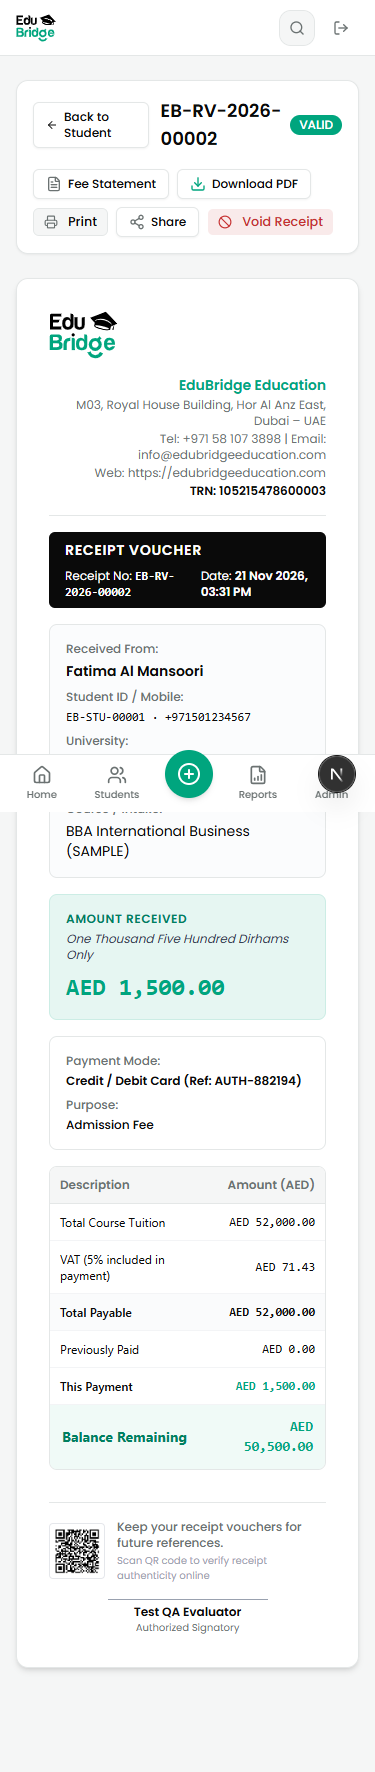 Edu
Bridge
Back to
Student
EB-RV-2026-
00002
VALID
Fee Statement
Download PDF
Print
Share
Void Receipt
Edu
Bridge
EduBridge Education
M03, Royal House Building, Hor Al Anz East,
Dubai – UAE
Tel: +971 58 107 3898 | Email:
info@edubridgeeducation.com
Web: https://edubridgeeducation.com
TRN: 105215478600003
RECEIPT VOUCHER
Receipt No: EB-RV-
2026-00002
Date: 21 Nov 2026,
03:31 PM
Received From:
Fatima Al Mansoori
Student ID / Mobile:
EB-STU-00001 · +971501234567
University:
Home
Students
Reports
N
Admin
BBA International Business
(SAMPLE)
AMOUNT RECEIVED
One Thousand Five Hundred Dirhams
Only
AED 1,500.00
Payment Mode:
Credit / Debit Card (Ref: AUTH-882194)
Purpose:
Admission Fee
Description Amount (AED)
Total Course Tuition AED 52,000.00
VAT (5% included in
payment) AED 71.43
Total Payable AED 52,000.00
Previously Paid AED 0.00
This Payment AED 1,500.00
Balance Remaining AED
50,500.00
Keep your receipt vouchers for
future references.
Scan QR code to verify receipt
authenticity online
Test QA Evaluator
Authorized Signatory